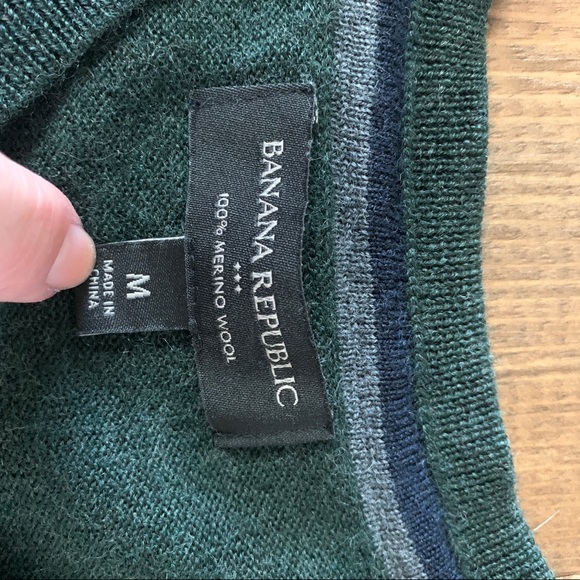 BANANA REPUBLIC
100% MERINO WOOL
M
MADE IN
CHINA